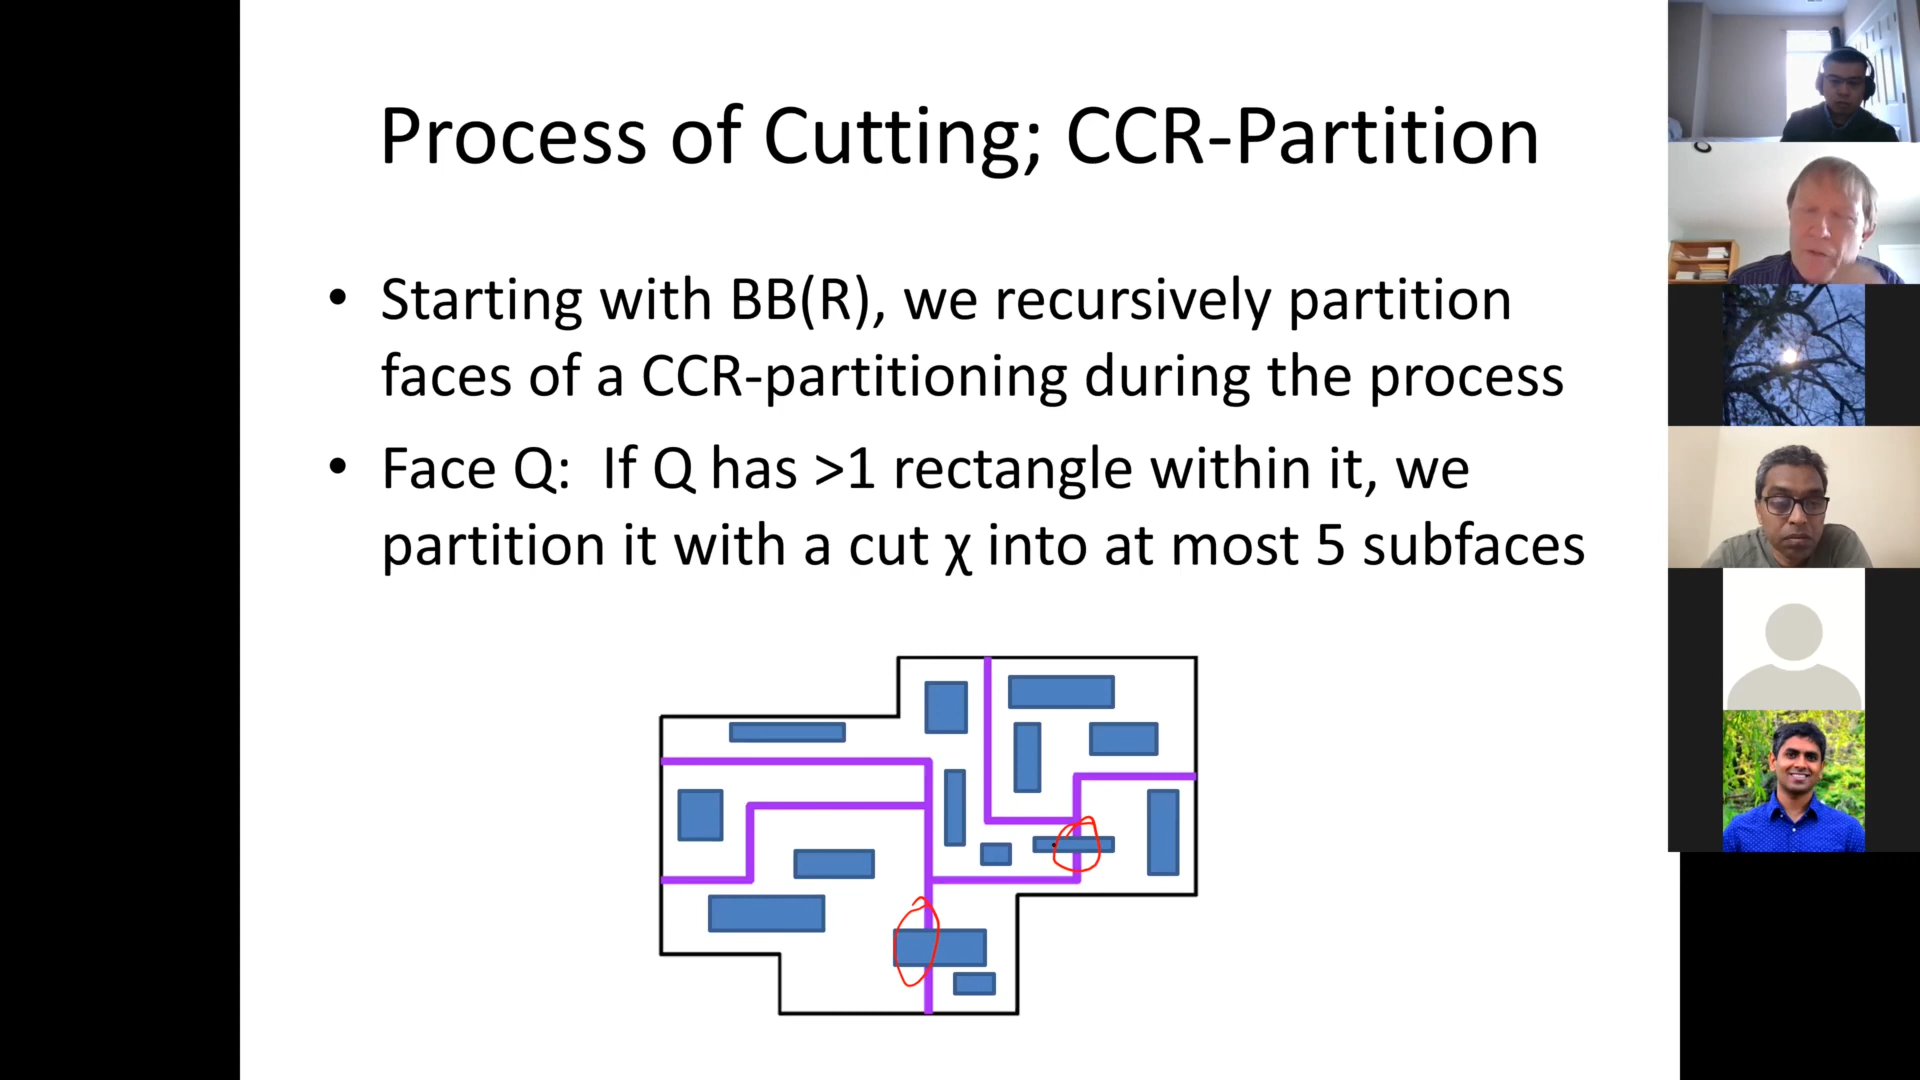 Process of Cutting; CCR-Partition
• Starting with BB(R), we recursively partition
faces of a CCR-partitioning during the process
• Face Q: If Q has >1 rectangle within it, we
partition it with a cut χ into at most 5 subfaces